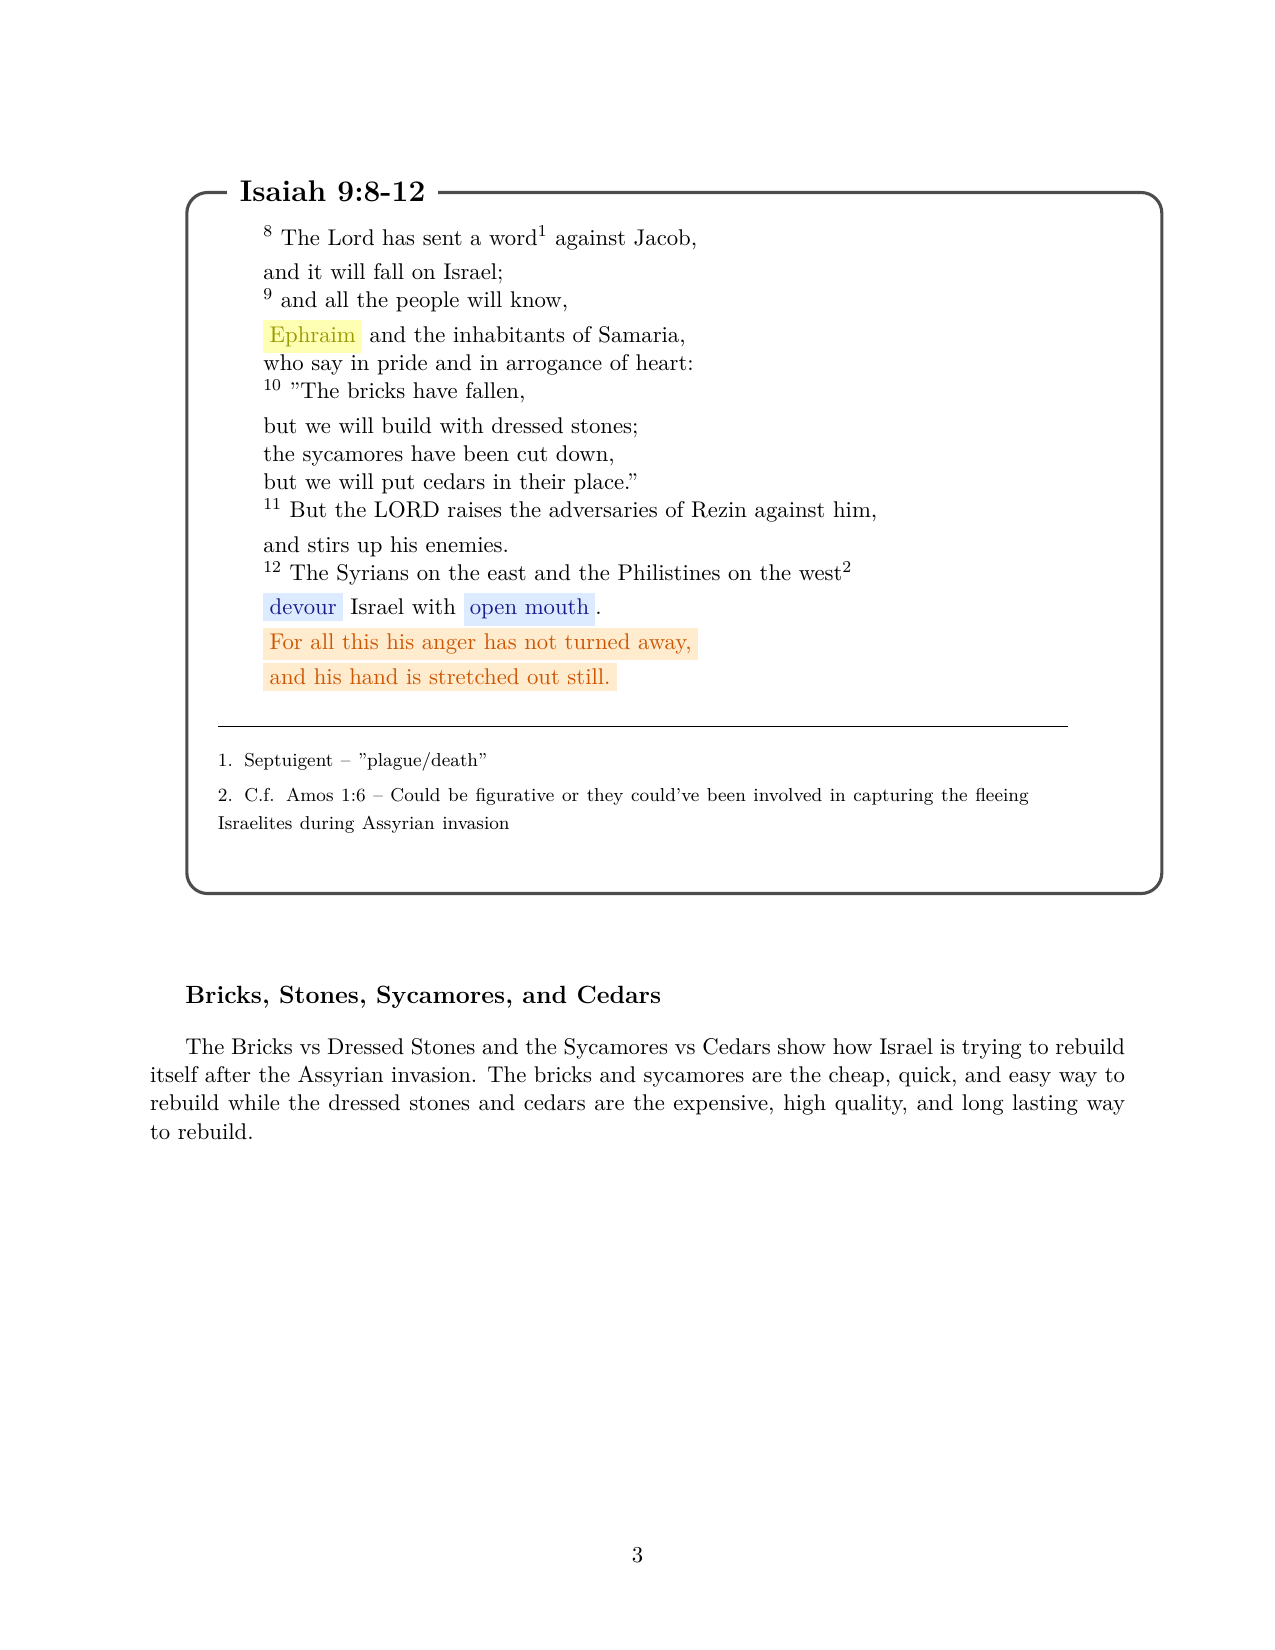 Isaiah 9:8-12
8 The Lord has sent a word1 against Jacob,
and it will fall on Israel;
9 and all the people will know,
Ephraim and the inhabitants of Samaria,
who say in pride and in arrogance of heart:
10 ”The bricks have fallen,
but we will build with dressed stones;
the sycamores have been cut down,
but we will put cedars in their place.”
11 But the LORD raises the adversaries of Rezin against him,
and stirs up his enemies.
12 The Syrians on the east and the Philistines on the west2
devour Israel with open mouth.
For all this his anger has not turned away,
and his hand is stretched out still.
1. Septuigent – ”plague/death”
2. C.f. Amos 1:6 – Could be figurative or they could’ve been involved in capturing the fleeing
Israelites during Assyrian invasion
Bricks, Stones, Sycamores, and Cedars
The Bricks vs Dressed Stones and the Sycamores vs Cedars show how Israel is trying to rebuild
itself after the Assyrian invasion. The bricks and sycamores are the cheap, quick, and easy way to
rebuild while the dressed stones and cedars are the expensive, high quality, and long lasting way
to rebuild.
3